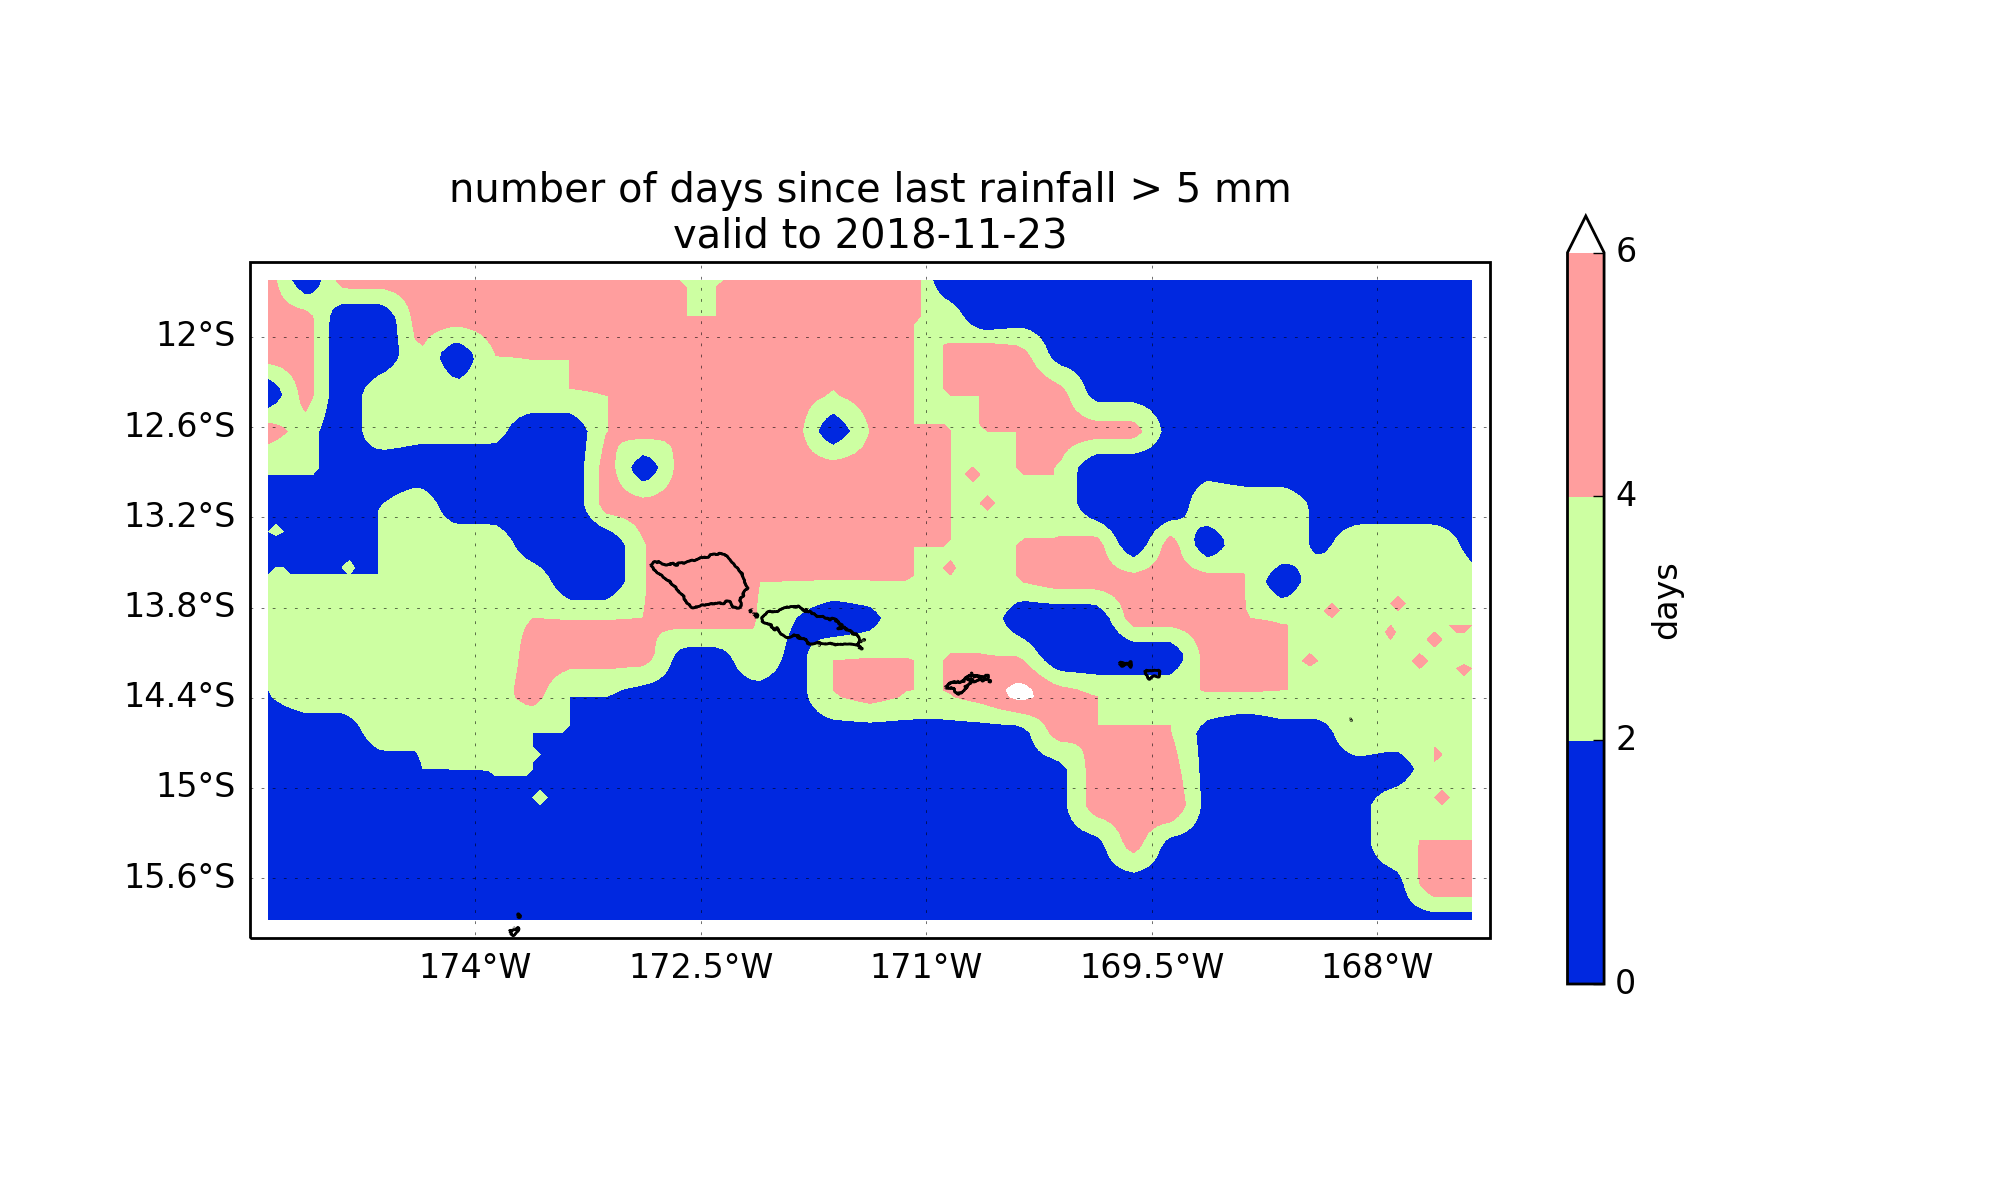 number of days since last rainfall > 5 mm
valid to 2018-11-23
12°S
12.6°S
13.2°S
13.8°S
14.4°S
15°S
15.6°S
174°W
172.5°W
171°W
169.5°W
168°W
6
4
2
0
days